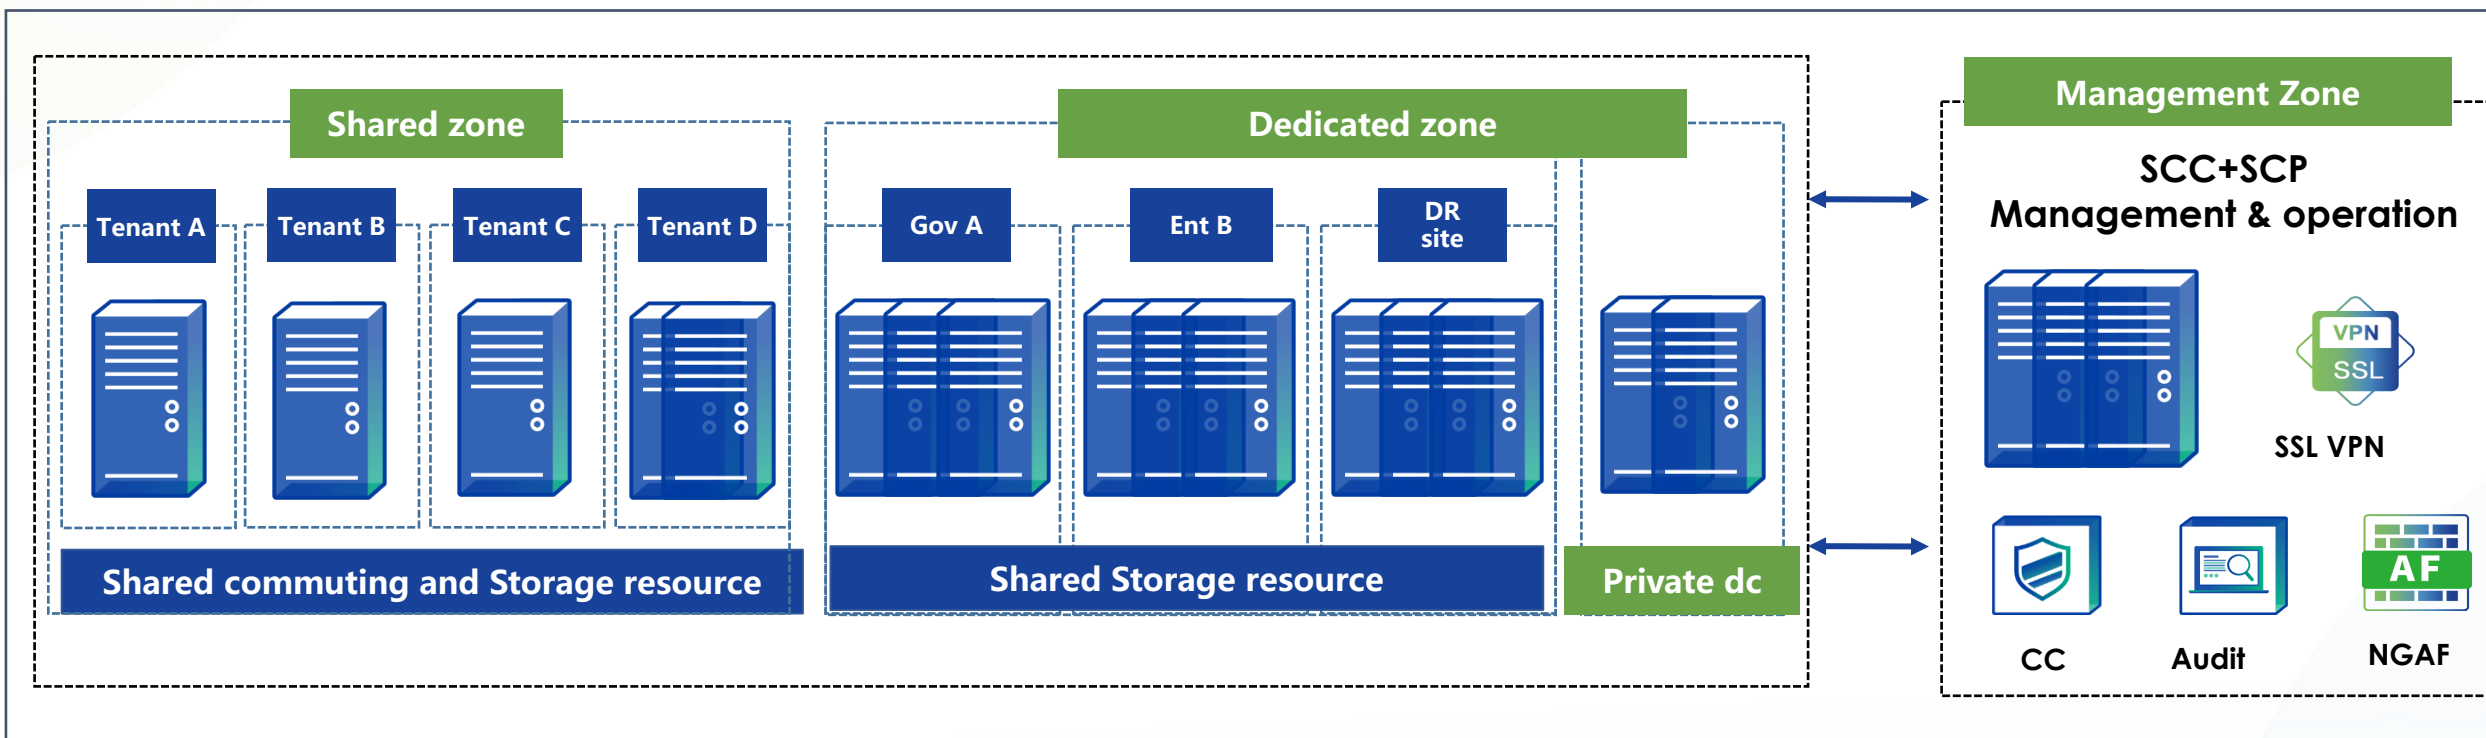 Shared zone
Dedicated zone
Management Zone
SCC+SCP
Management & operation
Tenant A
Tenant B
Tenant C
Tenant D
Gov A
Ent B
DR
site
VPN
SSL
SSL VPN
Shared commuting and Storage resource
Shared Storage resource
Private dc
AF
CC
Audit
NGAF